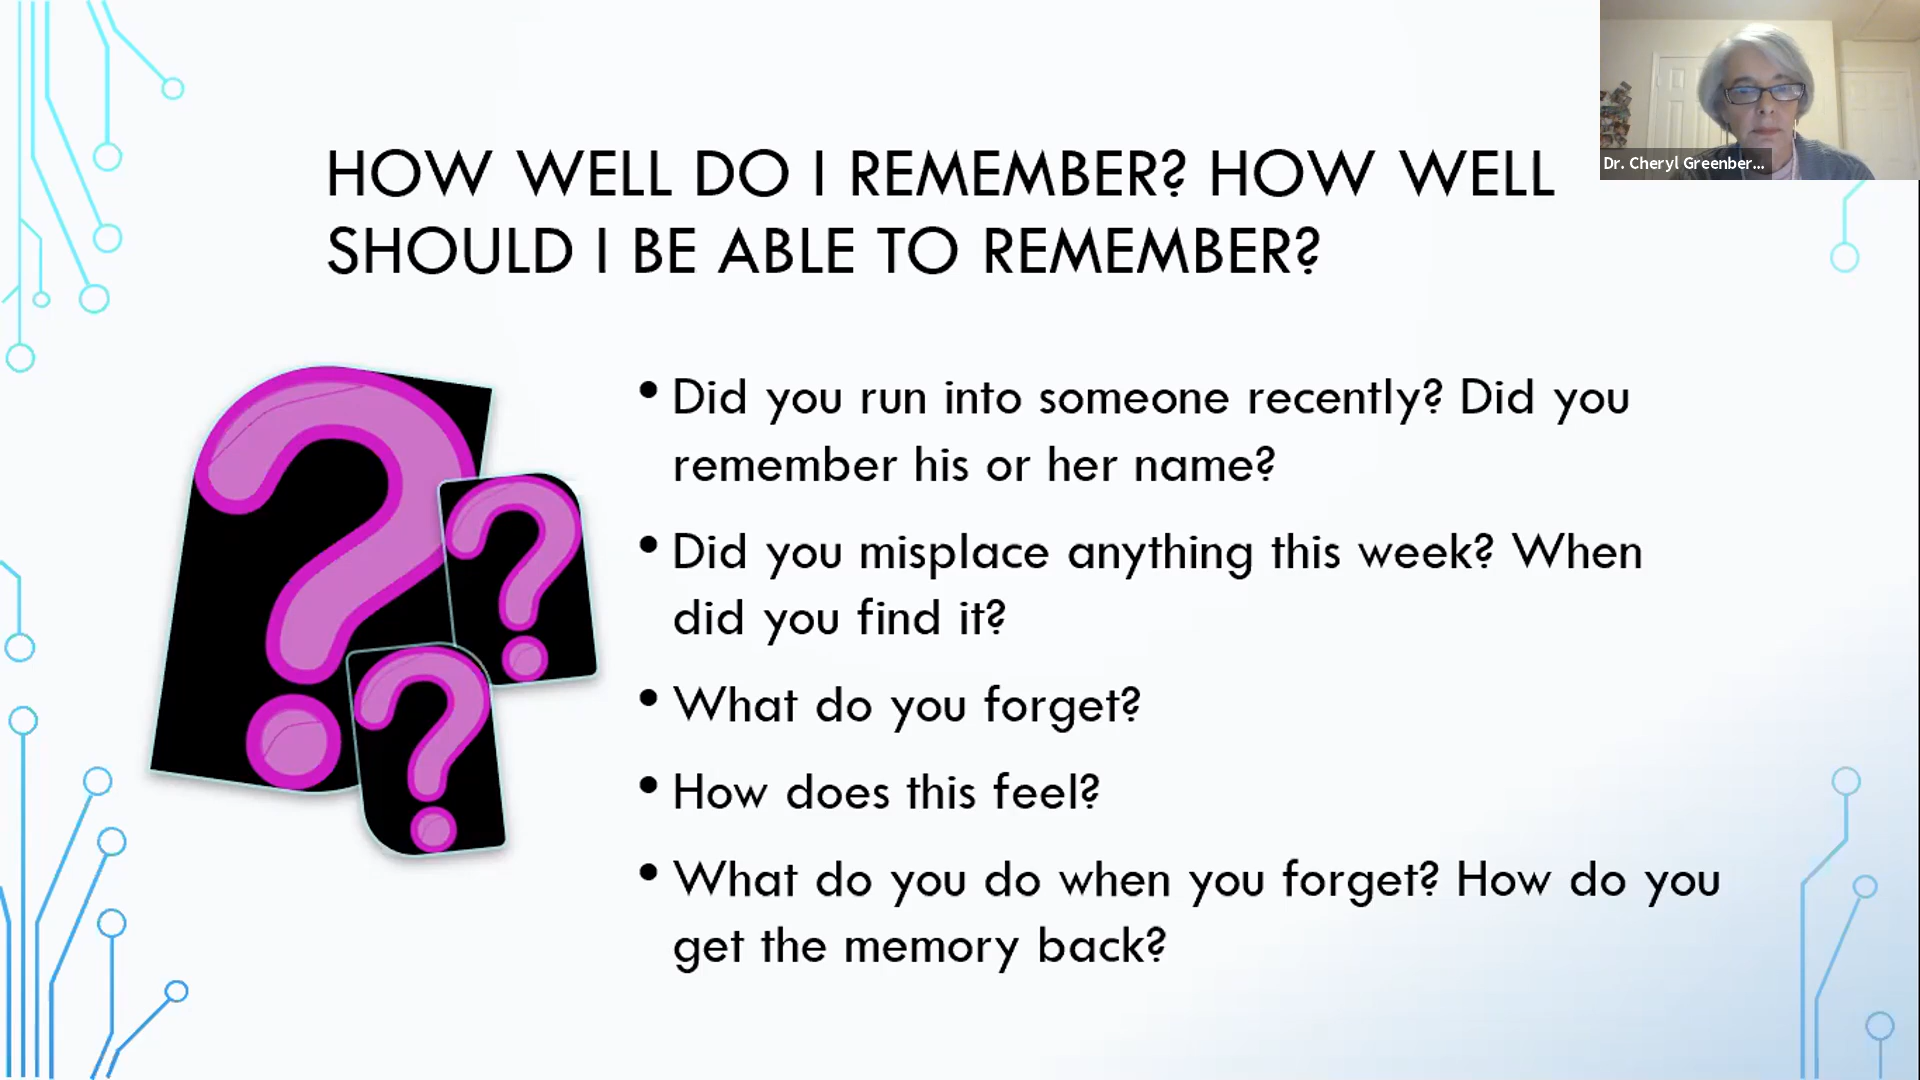 HOW WELL DO I REMEMBER? HOW WELL
SHOULD I BE ABLE TO REMEMBER?
Dr. Cheryl Greenber...
• Did you run into someone recently? Did you
remember his or her name?
• Did you misplace anything this week? When
did you find it?
• What do you forget?
• How does this feel?
• What do you do when you forget? How do you
get the memory back?